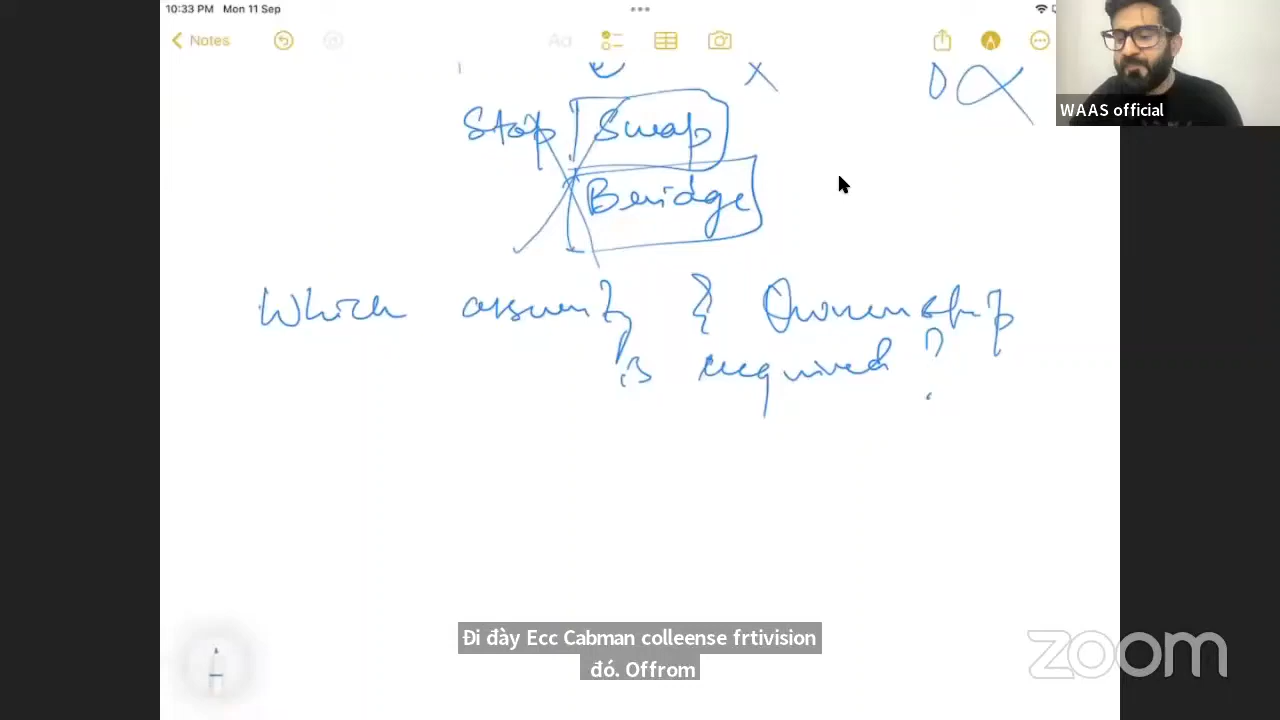 10:33 PM Mon 11 Sep
Notes
Aa
WAAS official
Stop Swap
Bridge
Which & Ownership
is required ?
Đi đày Ecc Cabman colleense frtivision
đó. Offrom
zoom